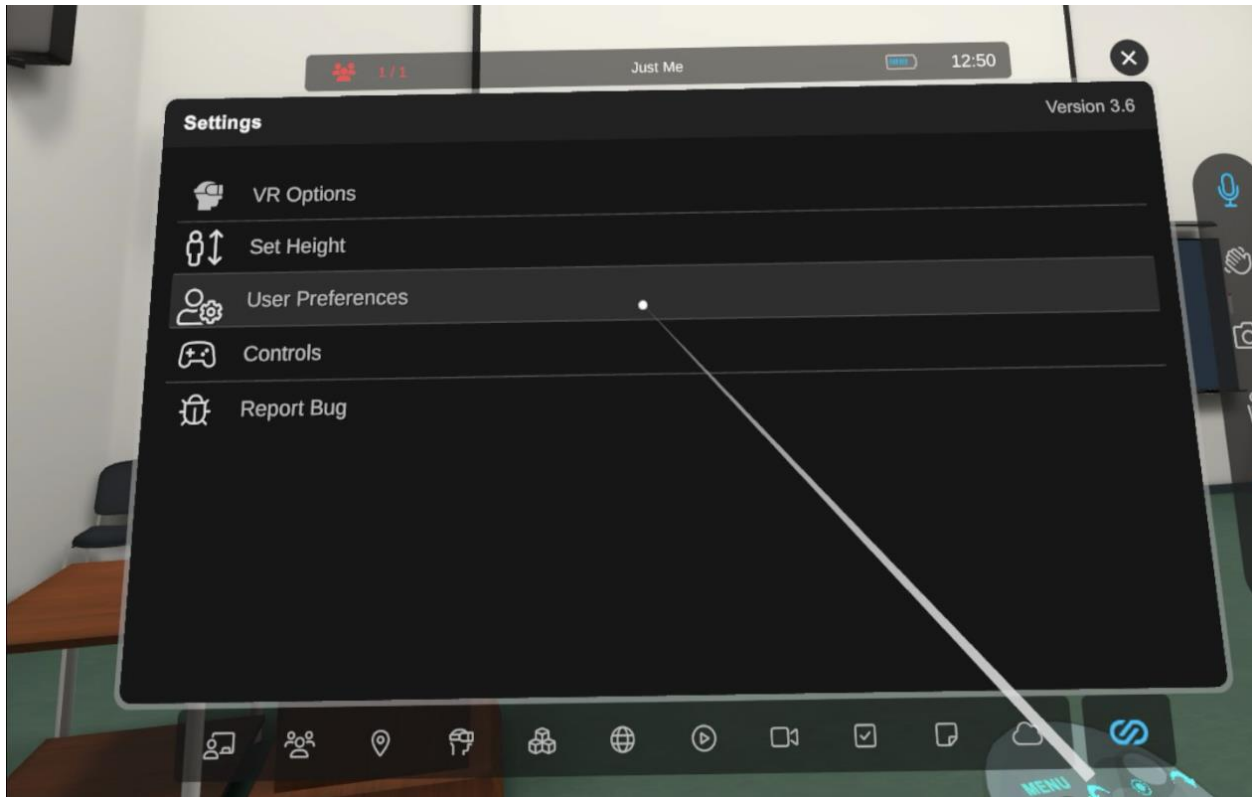 1/1 Just Me 12:50
Settings Version 3.6
VR Options
Set Height
User Preferences
Controls
Report Bug
MENU